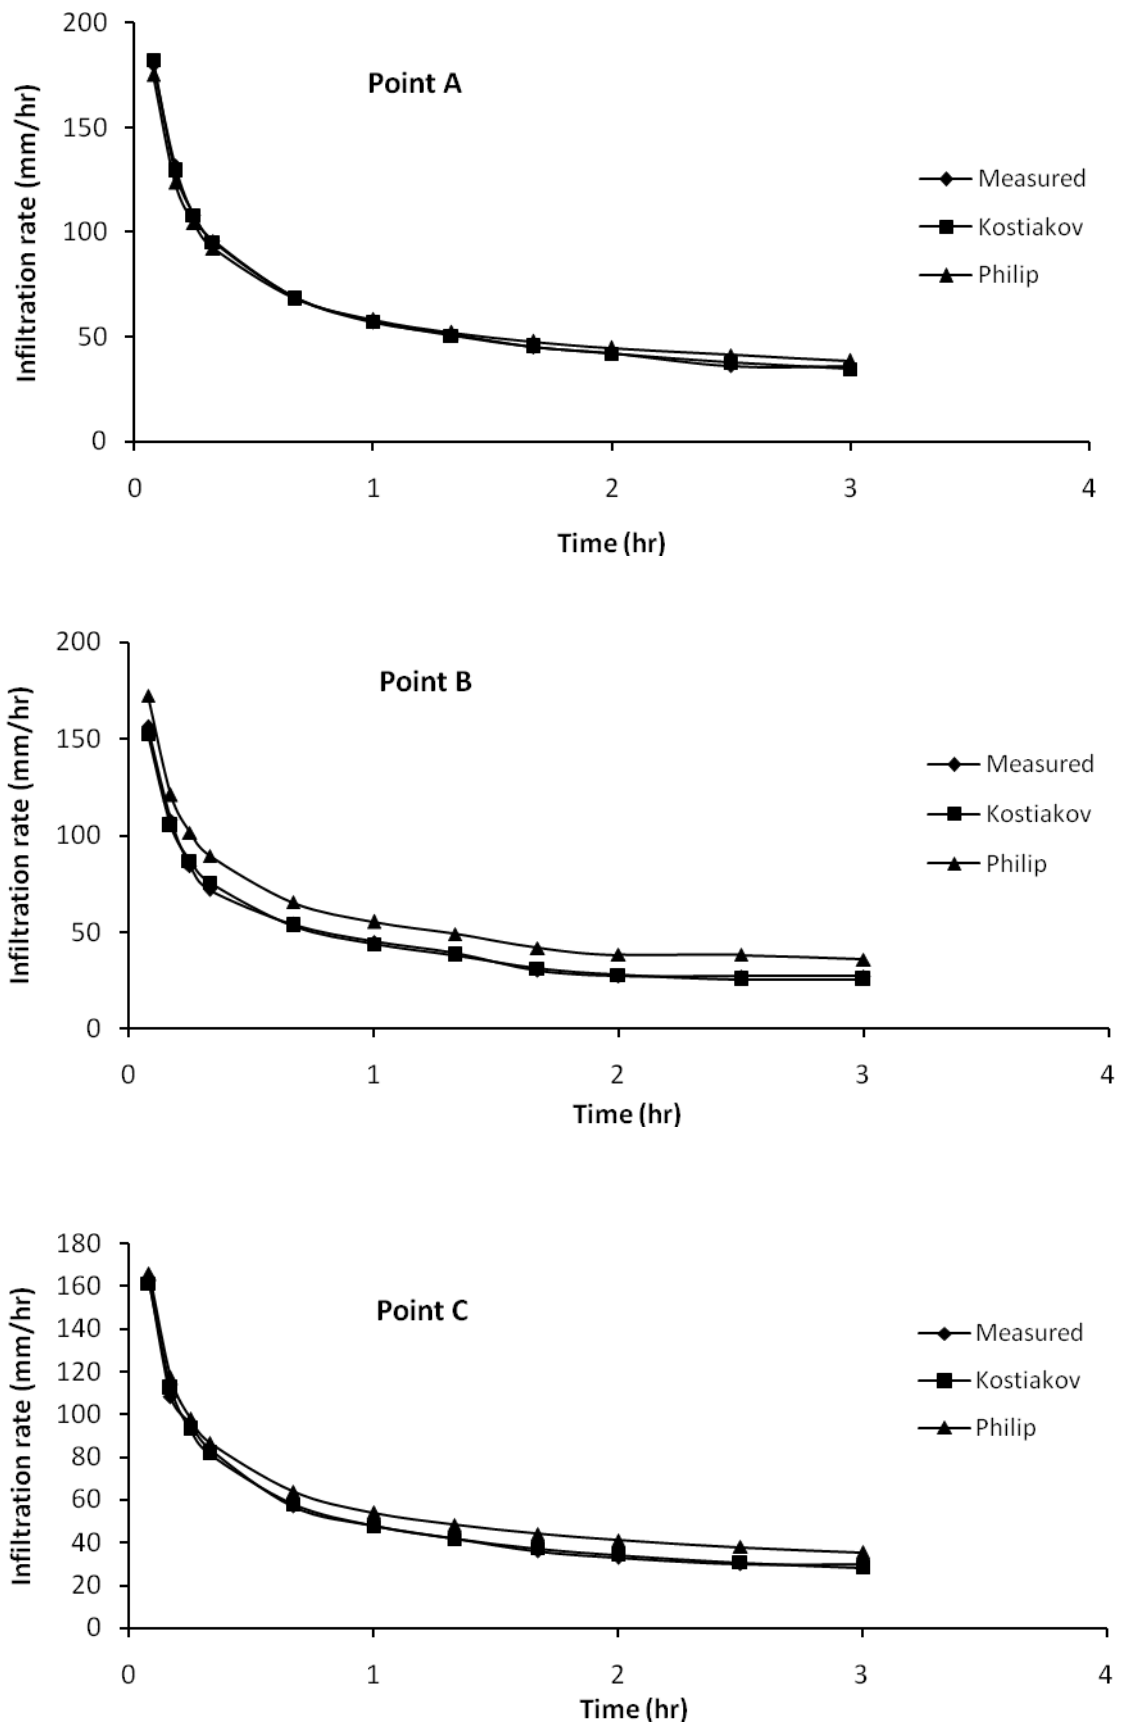 200
Point A
150
Infiltration rate (mm/hr)
Measured
100
Kostiakov
Philip
50
0
0 1 2 3 4
Time (hr)
200
Point B
150
Infiltration rate (mm/hr)
Measured
100
Kostiakov
Philip
50
0
0 1 2 3 4
Time (hr)
180
160
Point C
140
Infiltration rate (mm/hr)
Measured
120
Kostiakov
100
Philip
80
60
40
20
0
0 1 2 3 4
Time (hr)